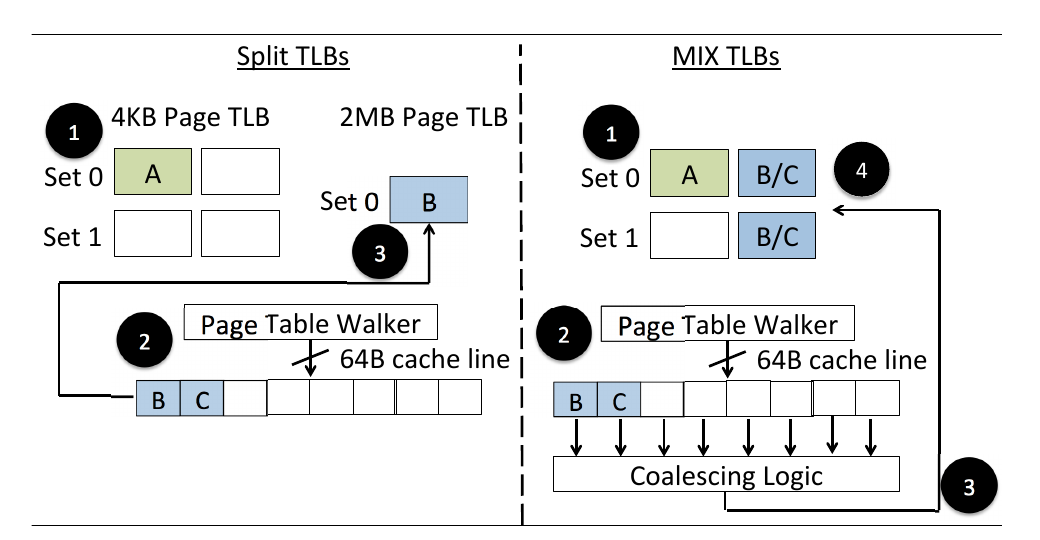 Split TLBs
1
4KB Page TLB
2MB Page TLB
Set 0
A
Set 0
B
Set 1
3
2
Page Table Walker
64B cache line
B
C
MIX TLBs
1
Set 0
A
B/C
4
Set 1
B/C
2
Page Table Walker
64B cache line
B
C
Coalescing Logic
3